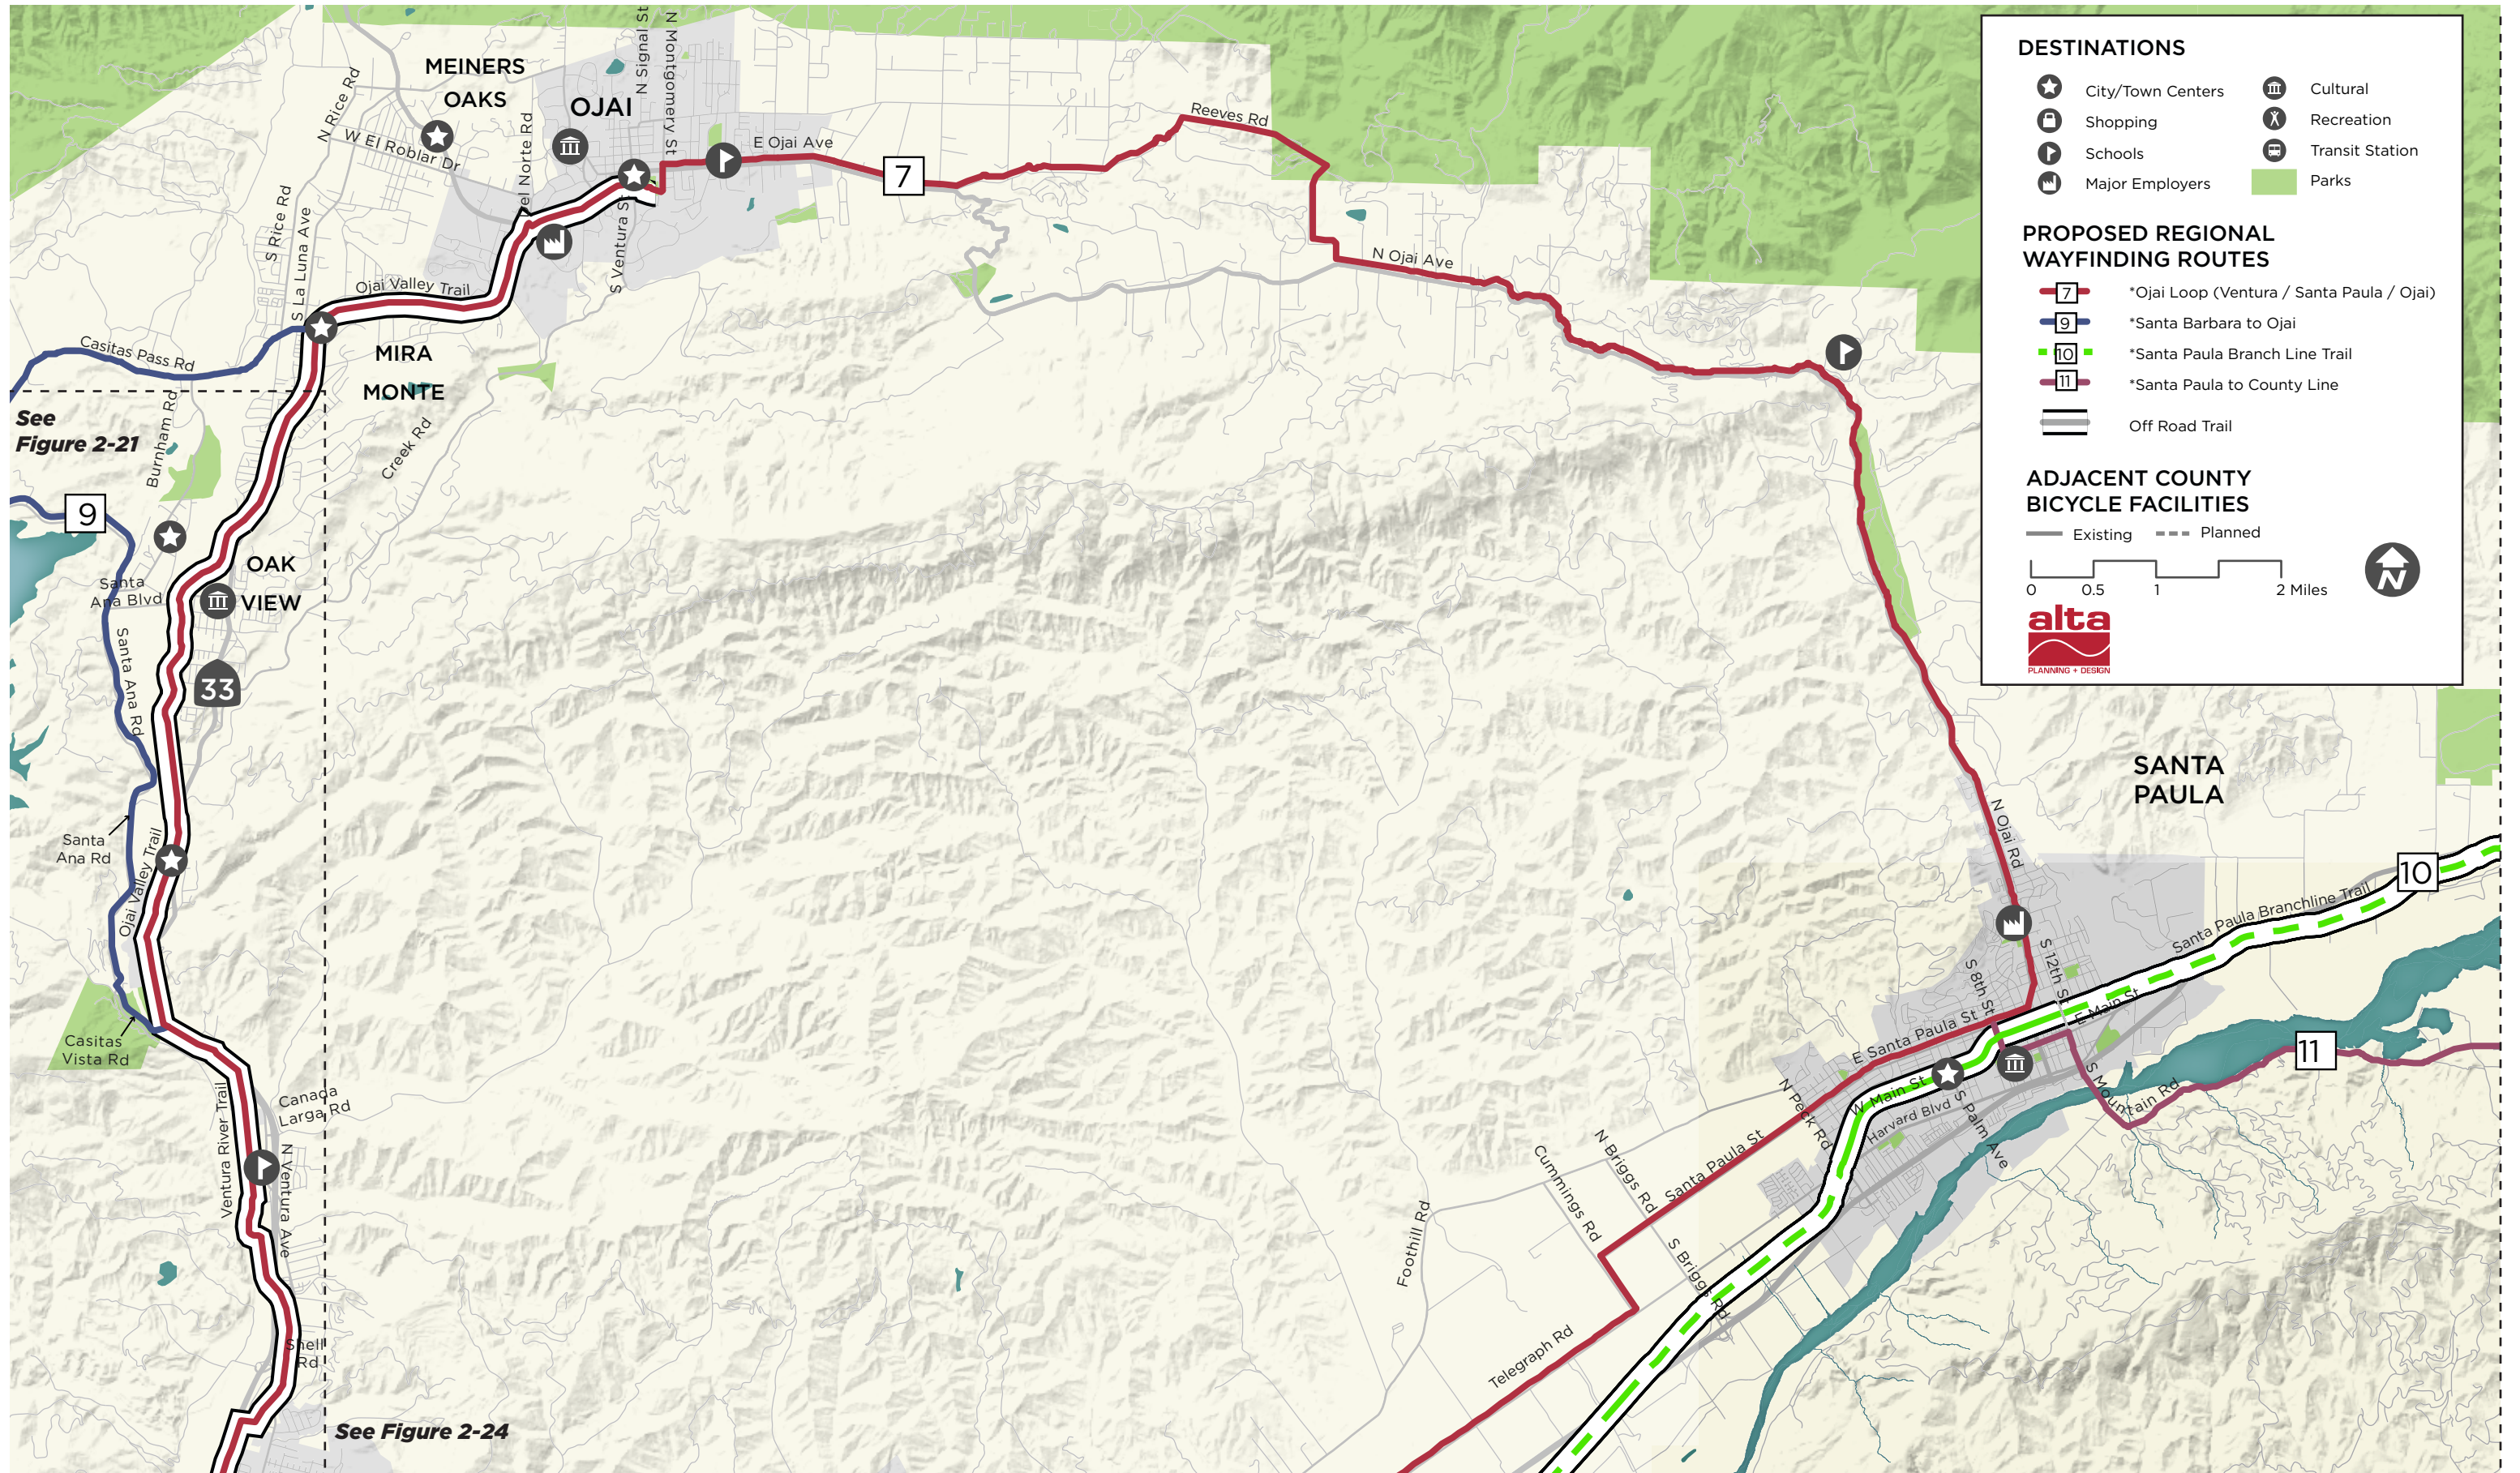 MEINERS
OAKS
OJAI
N Signal St
N Montgomery St
N Rice Rd
W El Roblar Dr
Del Norte Rd
E Ojai Ave
7
Reeves Rd
S Rice Rd
S La Luna Ave
Ojai Valley Trail
S Ventura St
N Ojai Ave
Casitas Pass Rd
MIRA
MONTE
See
Figure 2-21
Burnham Rd
Creek Rd
9
OAK
VIEW
Santa
Ana Blvd
Santa Ana Rd
33
Santa
Ana Rd
Ojai Valley Trail
Casitas
Vista Rd
Canada
Larga Rd
Ventura River Trail
N Ventura Ave
Shell
Rd
See Figure 2-24
SANTA
PAULA
N Ojai Rd
10
Santa Paula Branchline Trail
S 12th St
S 8th St
E Main St
E Santa Paula St
11
N Peck Rd
W Main St
Harvard Blvd
S Palm Ave
S Mountain Rd
Santa Paula St
N Briggs Rd
Cummings Rd
S Briggs Rd
Foothill Rd
Telegraph Rd
DESTINATIONS
City/Town Centers
Shopping
Schools
Major Employers
Cultural
Recreation
Transit Station
Parks
PROPOSED REGIONAL
WAYFINDING ROUTES
7 *Ojai Loop (Ventura / Santa Paula / Ojai)
9 *Santa Barbara to Ojai
10 *Santa Paula Branch Line Trail
11 *Santa Paula to County Line
Off Road Trail
ADJACENT COUNTY
BICYCLE FACILITIES
Existing Planned
0 0.5 1 2 Miles
N
alta
PLANNING + DESIGN